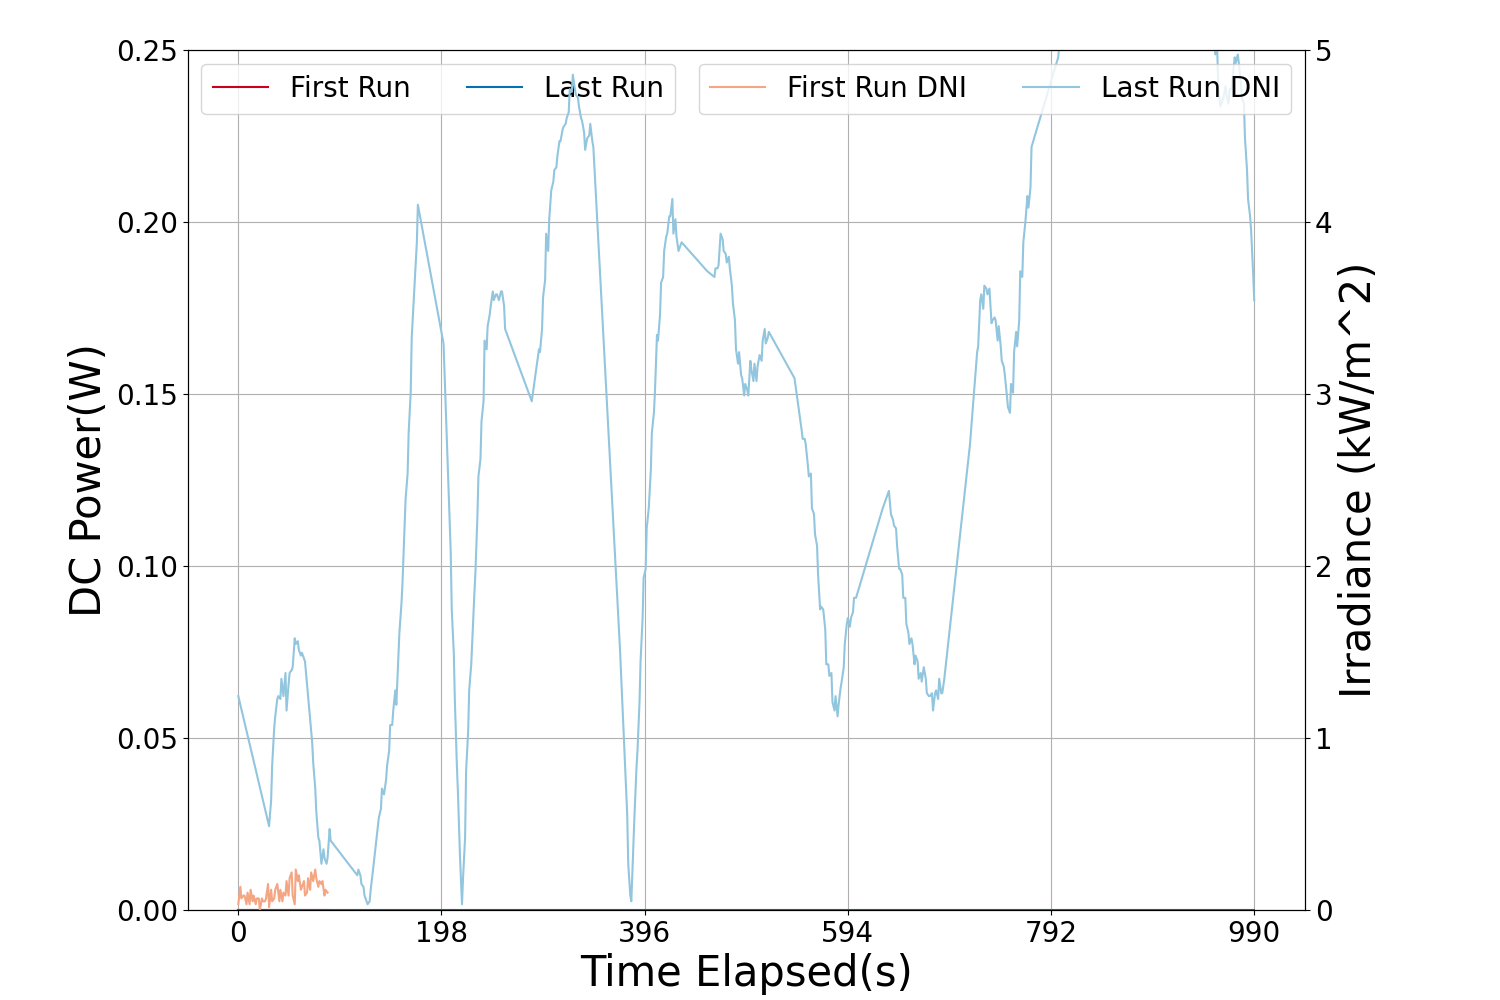 First Run
Last Run
First Run DNI
Last Run DNI
0.25
0.20
0.15
0.10
0.05
0.00
DC Power(W)
5
4
3
2
1
0
Irradiance (kW/m^2)
0 198 396 594 792 990
Time Elapsed(s)